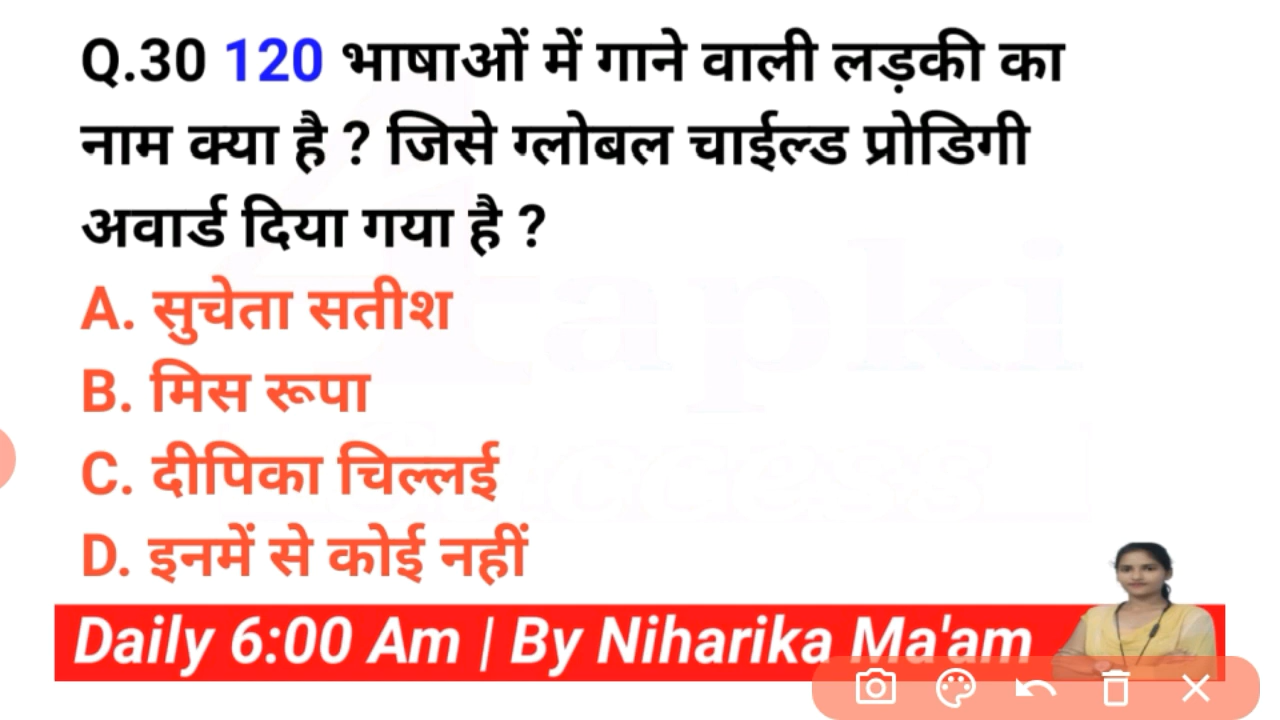 Q.30 120 भाषाओं में गाने वाली लड़की का
नाम क्या है ? जिसे ग्लोबल चाईल्ड प्रोडिगी
अवार्ड दिया गया है ?
A. सुचेता सतीश
B. मिस रूपा
C. दीपिका चिल्लई
D. इनमें से कोई नहीं
Daily 6:00 Am | By Niharika Ma'am